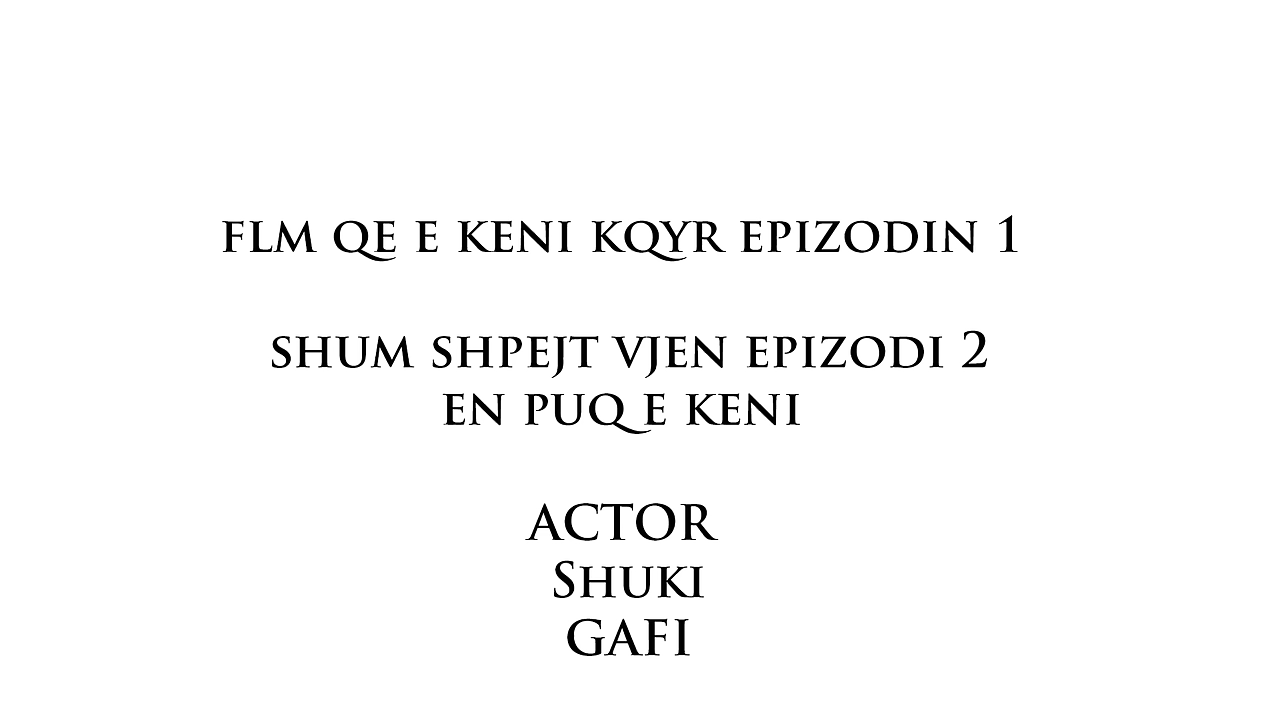 FLM QE E KENI KQYR EPIZODIN 1
SHUM SHPEJT VJEN EPIZODI 2
EN PUQ E KENI
ACTOR
SHUKI
GAFI